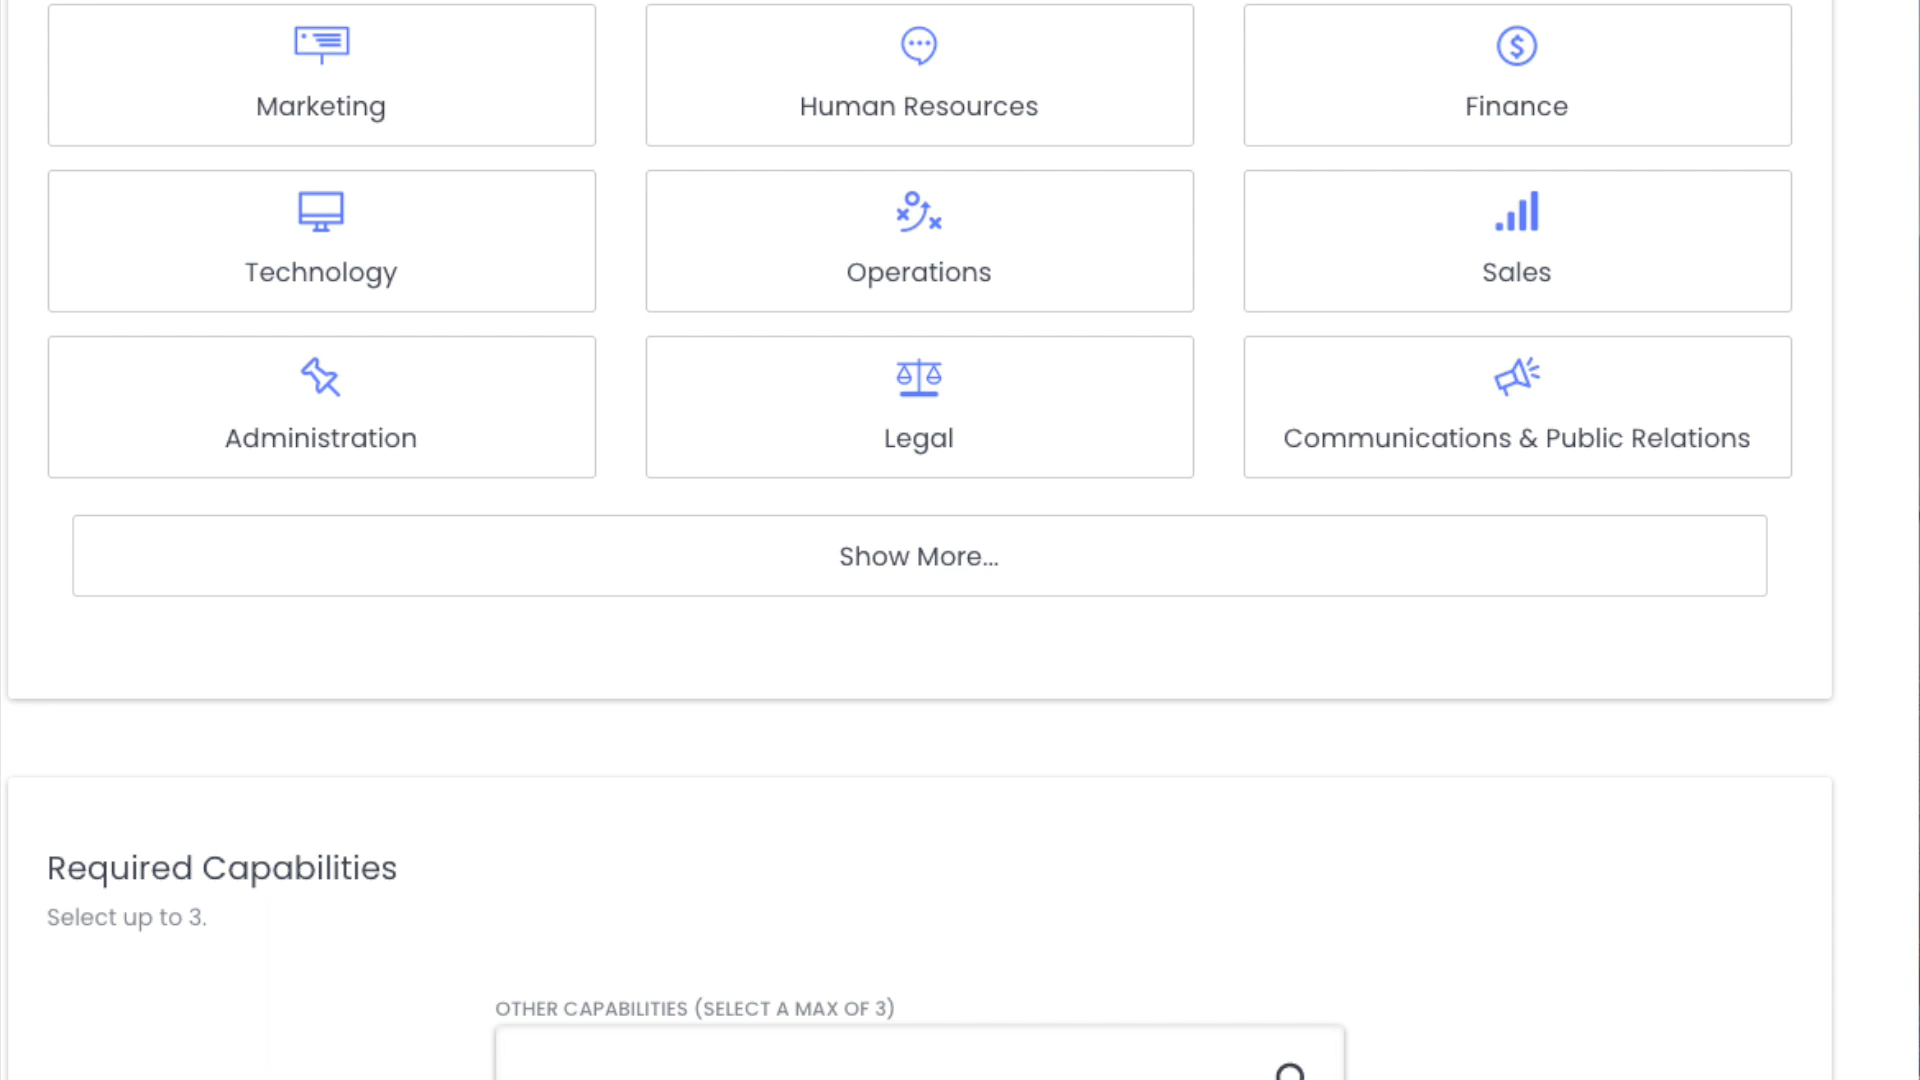 Marketing
Human Resources
Finance
Technology
Operations
Sales
Administration
Legal
Communications & Public Relations
Show More...
Required Capabilities
Select up to 3.
OTHER CAPABILITIES (SELECT A MAX OF 3)